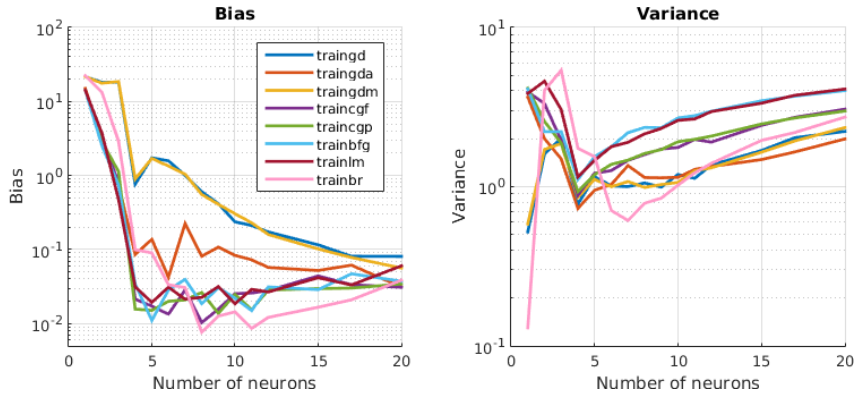 Bias
10^2
10^1
10^0
10^-1
10^-2
Bias
0
5
10
15
20
Number of neurons
traingd
traingda
traingdm
traincgf
traincgp
trainbfg
trainlm
trainbr
Variance
10^1
10^0
10^-1
Variance
0
5
10
15
20
Number of neurons